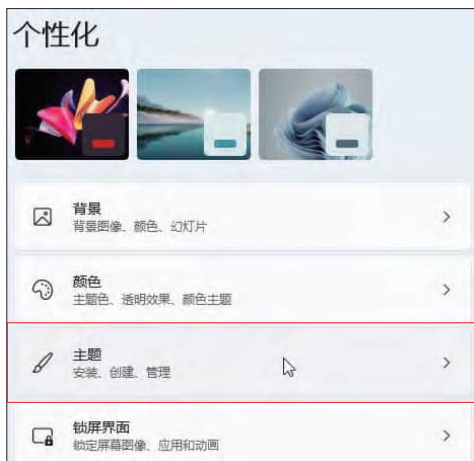 个性化
背景
背景图像、颜色、幻灯片
颜色
主题色、透明效果、颜色主题
主题
安装、创建、管理
锁屏界面
锁定屏幕图像、应用和动画